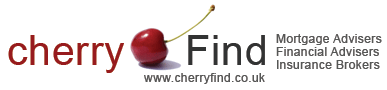 cherry Find
Mortgage Advisers
Financial Advisers
Insurance Brokers
www.cherryfind.co.uk